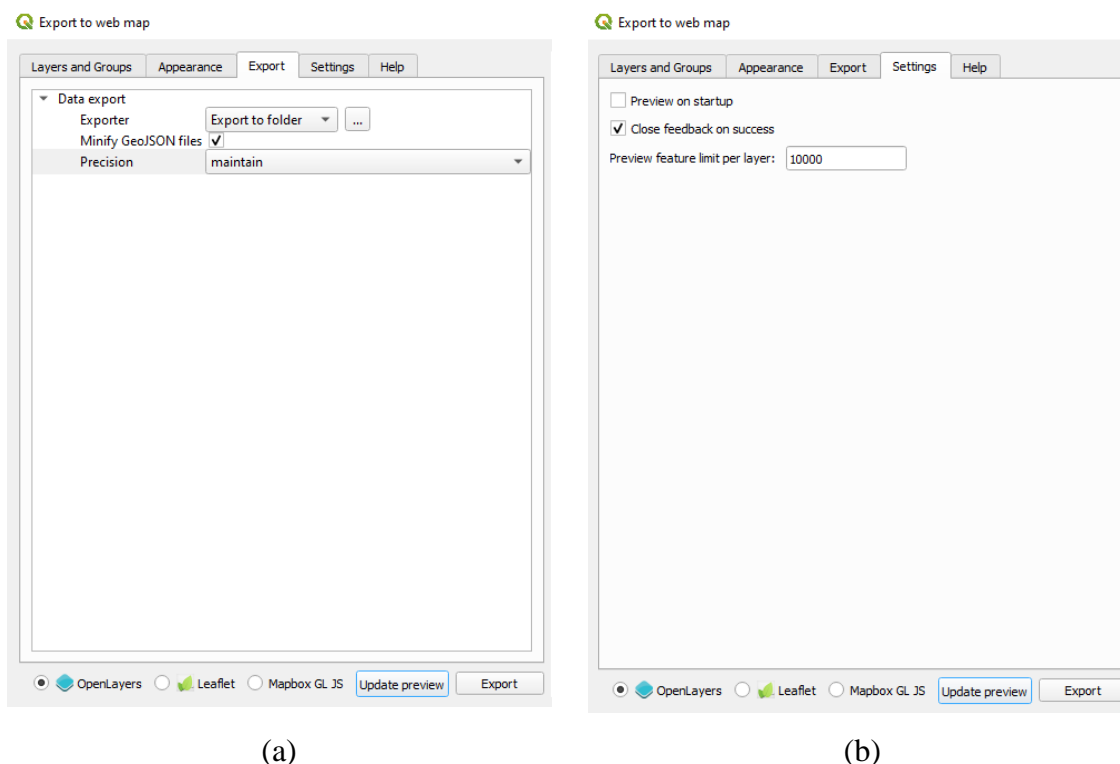 Export to web map
Layers and Groups Appearance Export Settings Help
Data export
Exporter Export to folder ...
Minify GeoJSON files
Precision maintain
OpenLayers Leaflet Mapbox GL JS Update preview Export
(a)
Export to web map
Layers and Groups Appearance Export Settings Help
Preview on startup
Close feedback on success
Preview feature limit per layer: 10000
OpenLayers Leaflet Mapbox GL JS Update preview Export
(b)